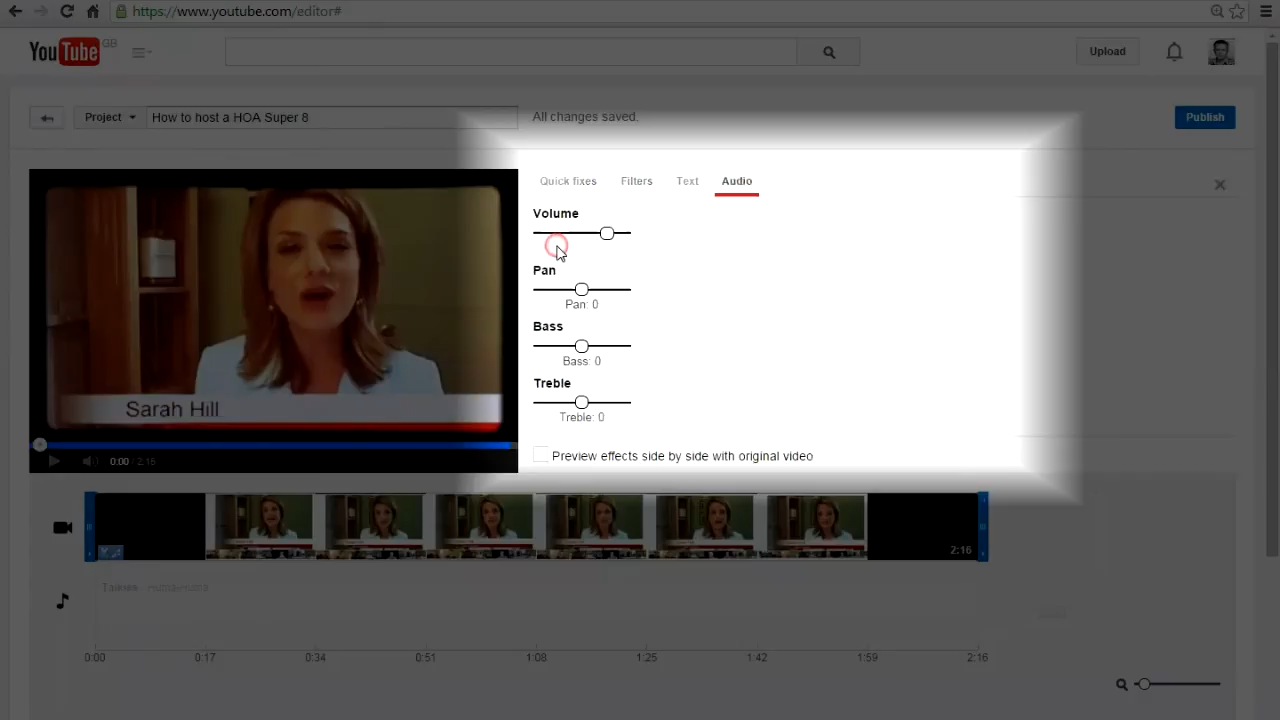 https://www.youtube.com/editor#
YouTube GB
Upload
Project
How to host a HOA Super 8
All changes saved.
Publish
Quick fixes
Filters
Text
Audio
Volume
Pan
Pan: 0
Bass
Bass: 0
Treble
Treble: 0
Preview effects side by side with original video
Sarah Hill
0:00 / 2:15
2:16
0:00
0:17
0:34
0:51
1:08
1:25
1:42
1:59
2:16